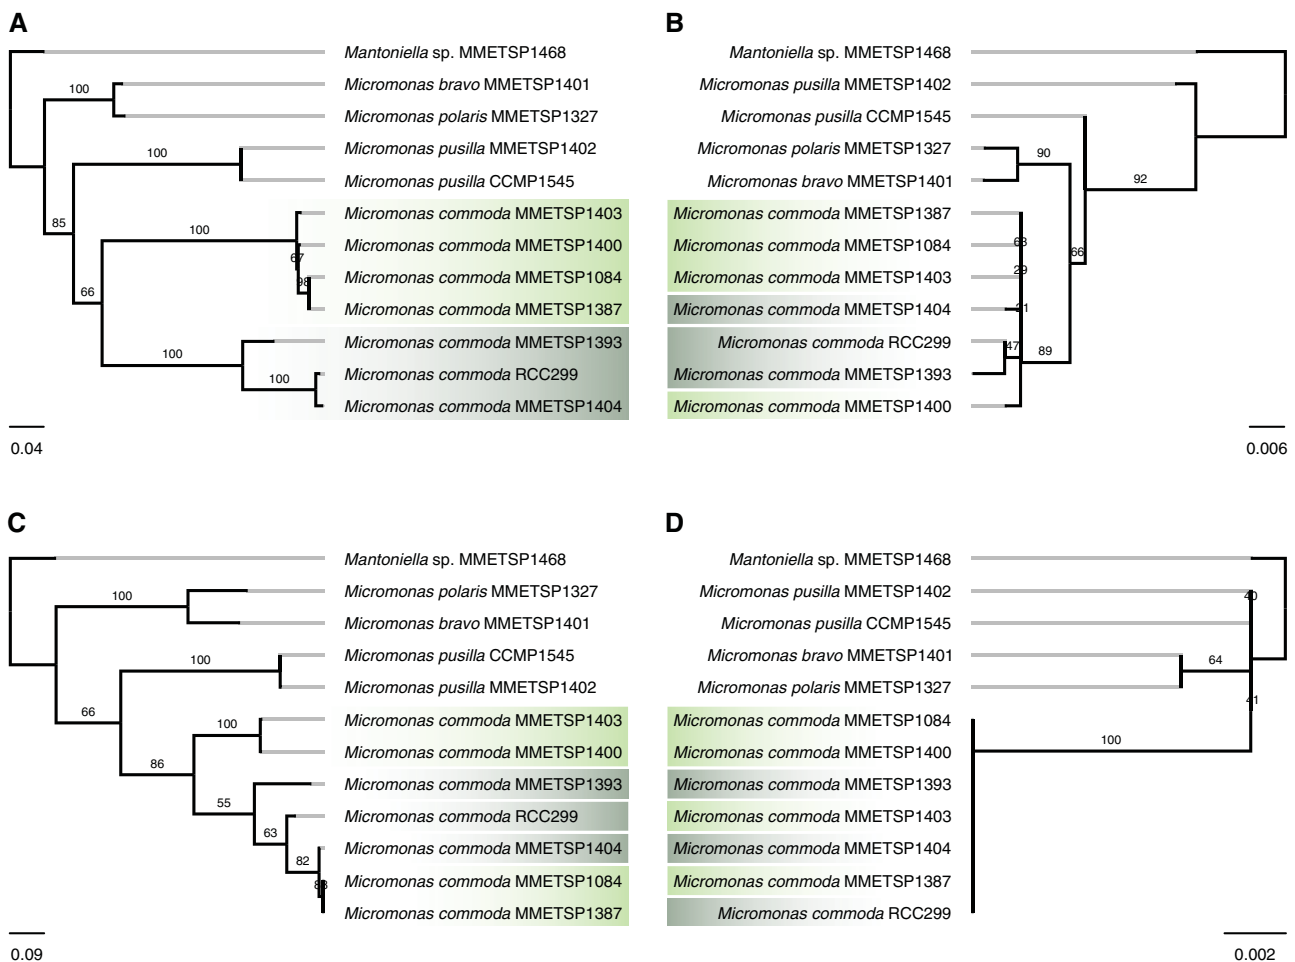 A
Mantoniella sp. MMETSP1468
Micromonas bravo MMETSP1401
100
Micromonas polaris MMETSP1327
Micromonas pusilla MMETSP1402
100
Micromonas pusilla CCMP1545
Micromonas commoda MMETSP1403
85
100
Micromonas commoda MMETSP1400
67
Micromonas commoda MMETSP1084
98
66
Micromonas commoda MMETSP1387
Micromonas commoda MMETSP1393
100
Micromonas commoda RCC299
100
Micromonas commoda MMETSP1404
0.04
B
Mantoniella sp. MMETSP1468
Micromonas pusilla MMETSP1402
Micromonas pusilla CCMP1545
Micromonas polaris MMETSP1327
90
Micromonas bravo MMETSP1401
92
Micromonas commoda MMETSP1387
Micromonas commoda MMETSP1084
63
66
Micromonas commoda MMETSP1403
29
Micromonas commoda MMETSP1404
Micromonas commoda RCC299
47
89
Micromonas commoda MMETSP1393
Micromonas commoda MMETSP1400
0.006
C
Mantoniella sp. MMETSP1468
Micromonas polaris MMETSP1327
100
Micromonas bravo MMETSP1401
Micromonas pusilla CCMP1545
100
Micromonas pusilla MMETSP1402
66
Micromonas commoda MMETSP1403
100
Micromonas commoda MMETSP1400
86
Micromonas commoda MMETSP1393
55
Micromonas commoda RCC299
63
Micromonas commoda MMETSP1404
82
Micromonas commoda MMETSP1084
Micromonas commoda MMETSP1387
0.09
D
Mantoniella sp. MMETSP1468
Micromonas pusilla MMETSP1402
40
Micromonas pusilla CCMP1545
Micromonas bravo MMETSP1401
64
Micromonas polaris MMETSP1327
41
Micromonas commoda MMETSP1084
100
Micromonas commoda MMETSP1400
Micromonas commoda MMETSP1393
Micromonas commoda MMETSP1403
Micromonas commoda MMETSP1404
Micromonas commoda MMETSP1387
Micromonas commoda RCC299
0.002